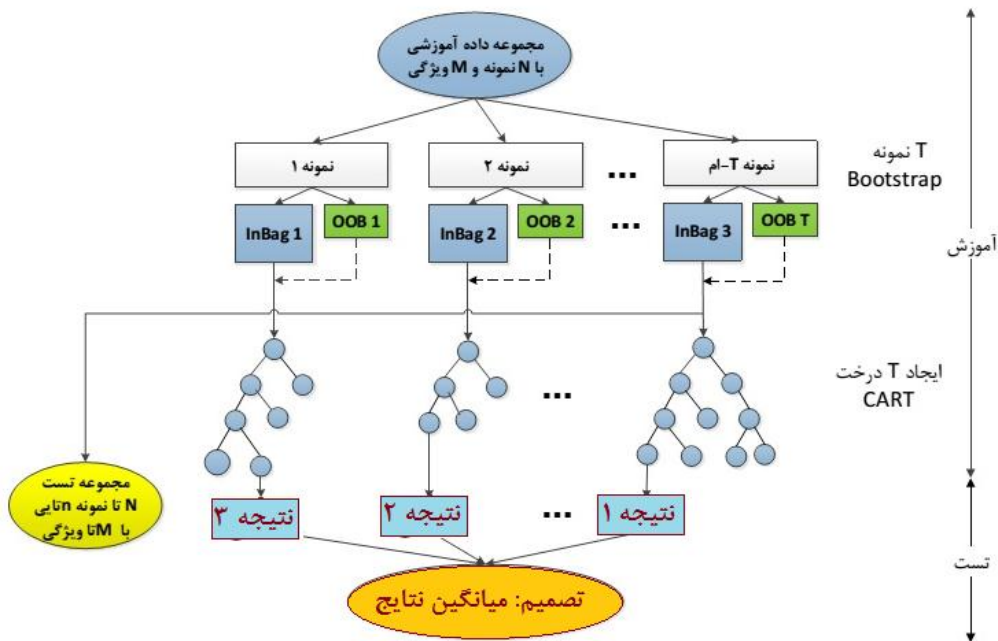 مجموعه داده آموزشی
با N نمونه و M ویژگی
نمونه ۱
نمونه ۲
...
نمونه T-ام
T نمونه
Bootstrap
InBag 1
OOB 1
InBag 2
OOB 2
...
InBag 3
OOB T
آموزش
...
ایجاد T درخت
CART
مجموعه تست
N تا نمونه nتایی
با Mتا ویژگی
نتیجه ۳
نتیجه ۲
...
نتیجه ۱
تست
تصمیم: میانگین نتایج